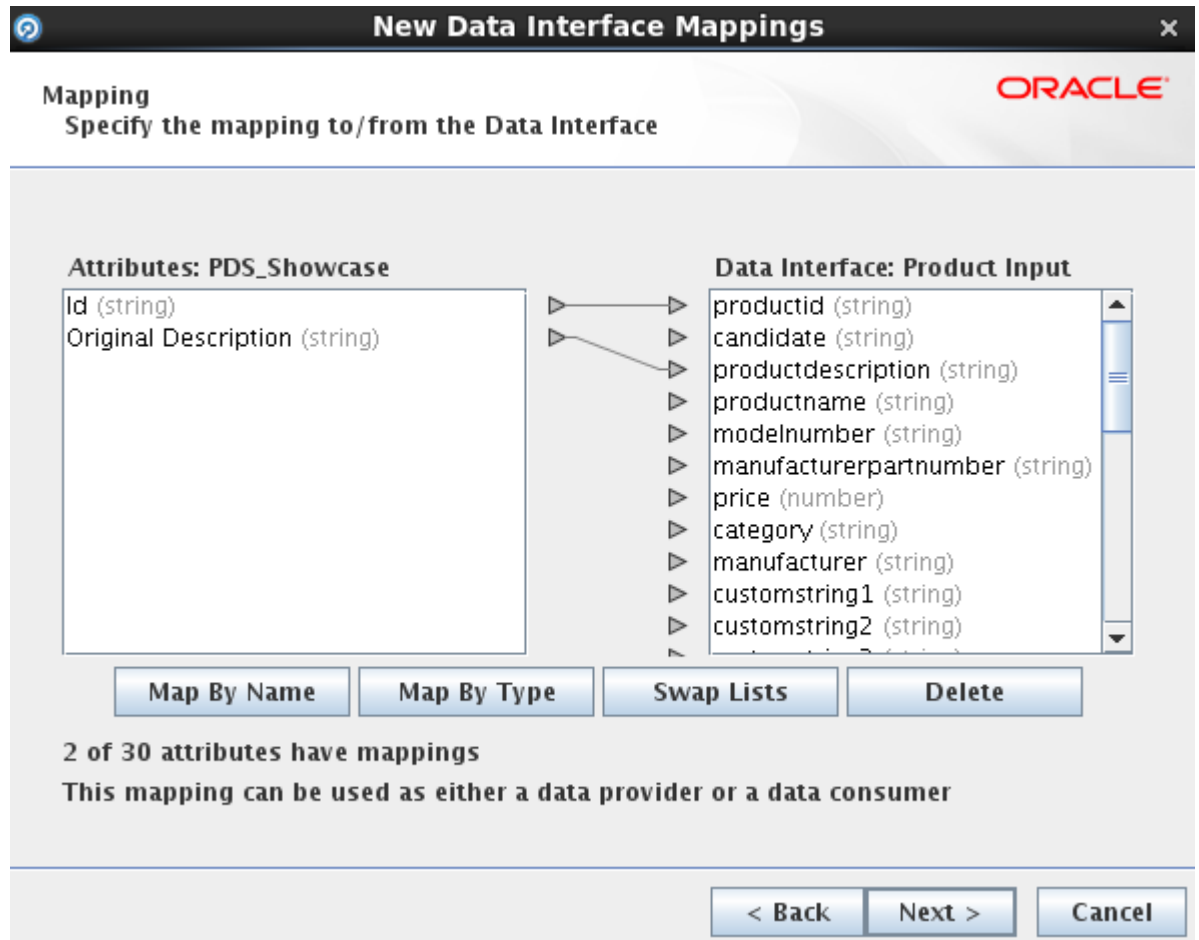 New Data Interface Mappings
ORACLE
Mapping
Specify the mapping to/from the Data Interface
Attributes: PDS_Showcase
Id (string)
Original Description (string)
Data Interface: Product Input
productid (string)
candidate (string)
productdescription (string)
productname (string)
modelnumber (string)
manufacturerpartnumber (string)
price (number)
category (string)
manufacturer (string)
customstring1 (string)
customstring2 (string)
Map By Name
Map By Type
Swap Lists
Delete
2 of 30 attributes have mappings
This mapping can be used as either a data provider or a data consumer
< Back
Next >
Cancel